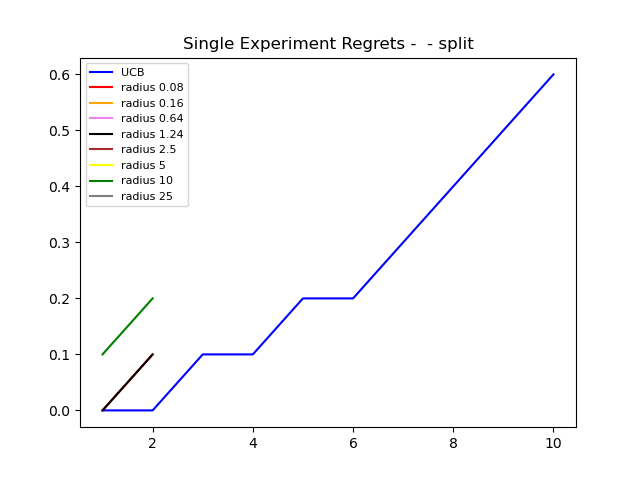 Single Experiment Regrets -  - split
UCB
radius 0.08
radius 0.16
radius 0.64
radius 1.24
radius 2.5
radius 5
radius 10
radius 25
0.6
0.5
0.4
0.3
0.2
0.1
0.0
2 4 6 8 10